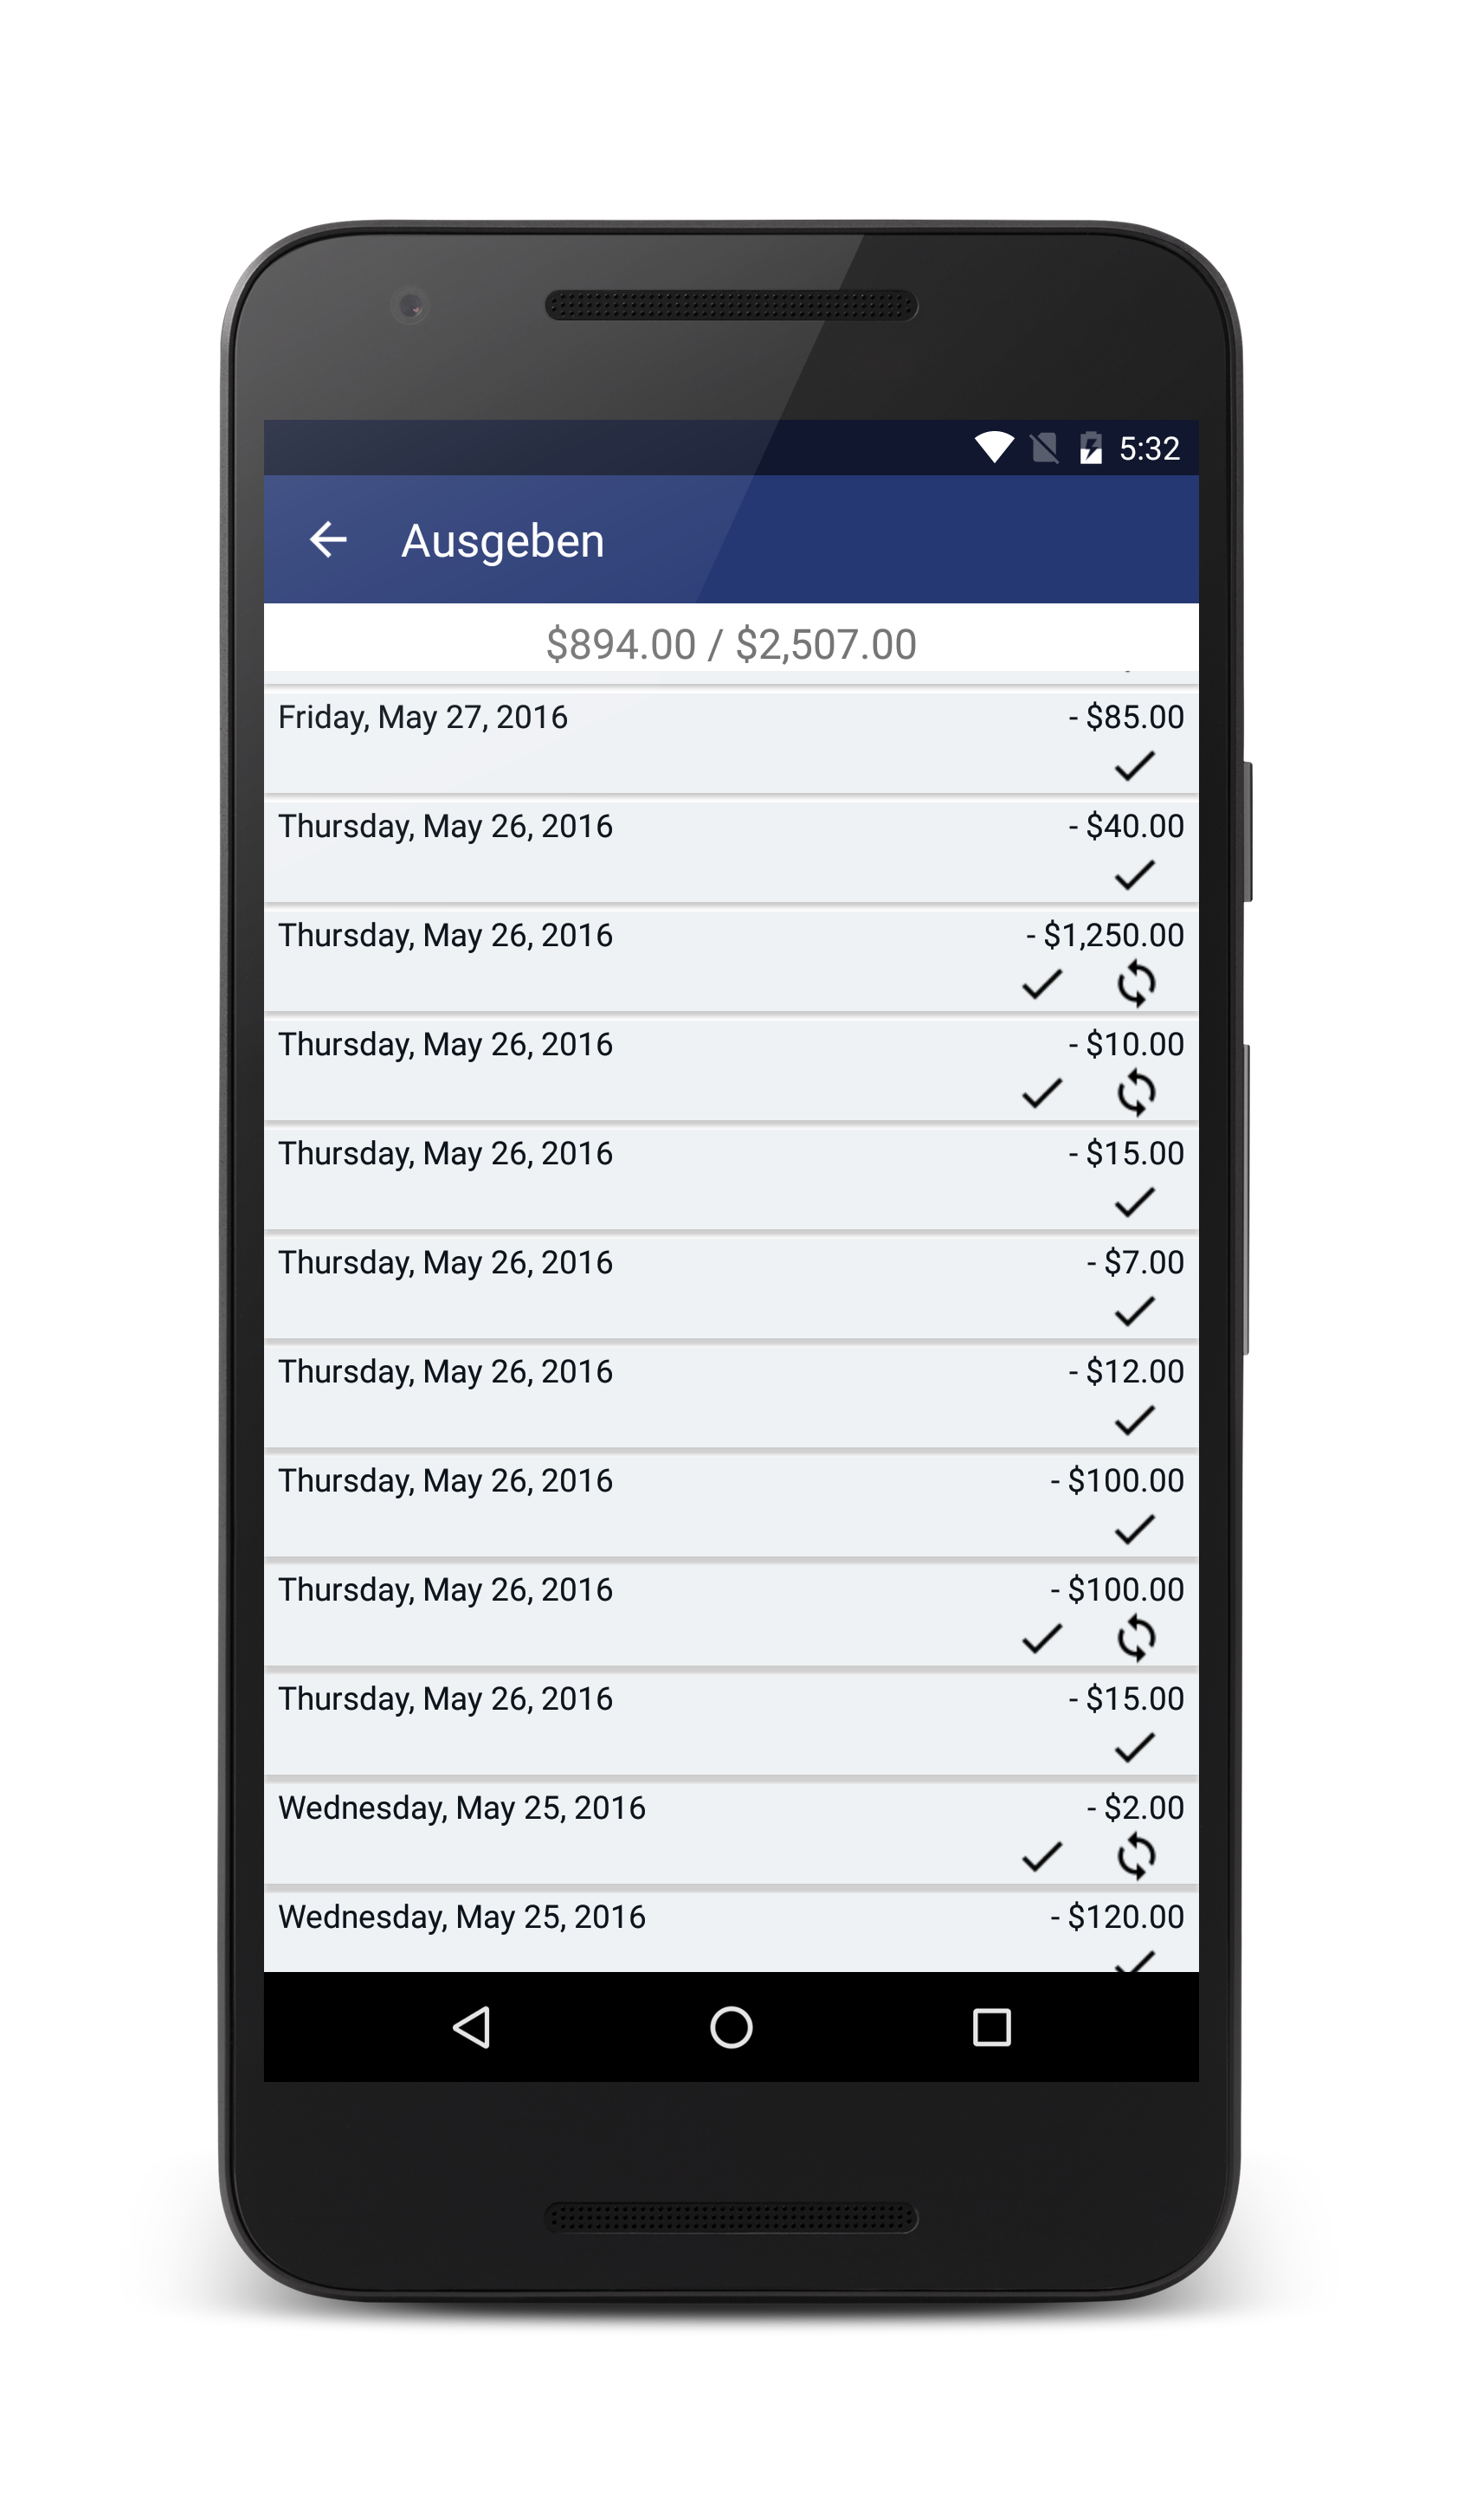 5:32
Ausgeben
$894.00 / $2,507.00
Friday, May 27, 2016 - $85.00
Thursday, May 26, 2016 - $40.00
Thursday, May 26, 2016 - $1,250.00
Thursday, May 26, 2016 - $10.00
Thursday, May 26, 2016 - $15.00
Thursday, May 26, 2016 - $7.00
Thursday, May 26, 2016 - $12.00
Thursday, May 26, 2016 - $100.00
Thursday, May 26, 2016 - $100.00
Thursday, May 26, 2016 - $15.00
Wednesday, May 25, 2016 - $2.00
Wednesday, May 25, 2016 - $120.00